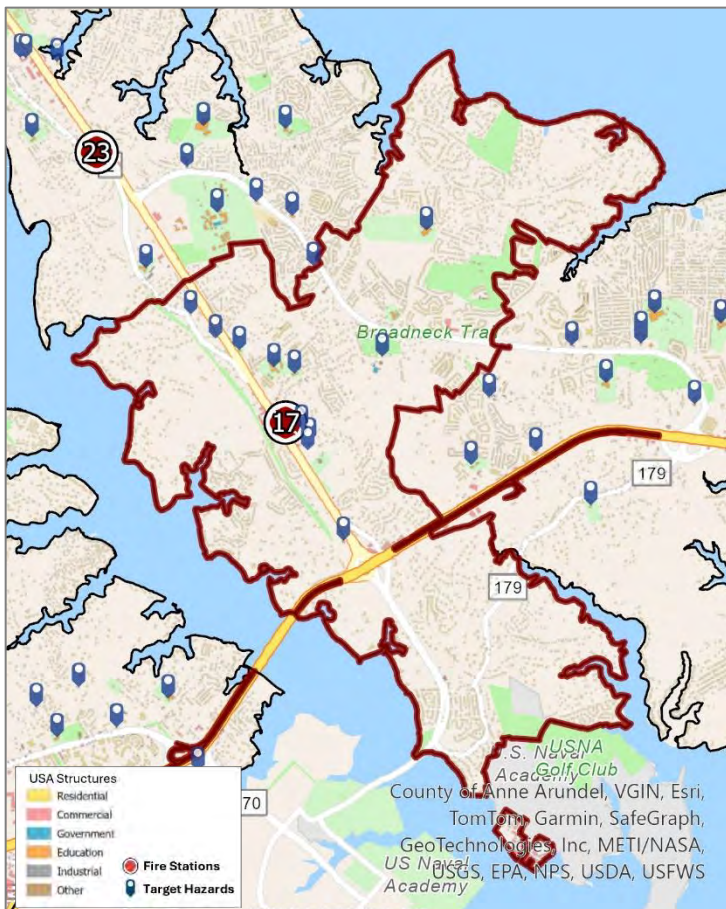 23
Broadneck Tra
17
179
179
U.S. Naval
Academy
USNA
Golf Club
70
US Naval
Academy
County of Anne Arundel, VGIN, Esri,
TomTom, Garmin, SafeGraph,
GeoTechnologies, Inc, METI/NASA,
USGS, EPA, NPS, USDA, USFWS
USA Structures
Residential
Commercial
Government
Education
Industrial
Other
Fire Stations
Target Hazards